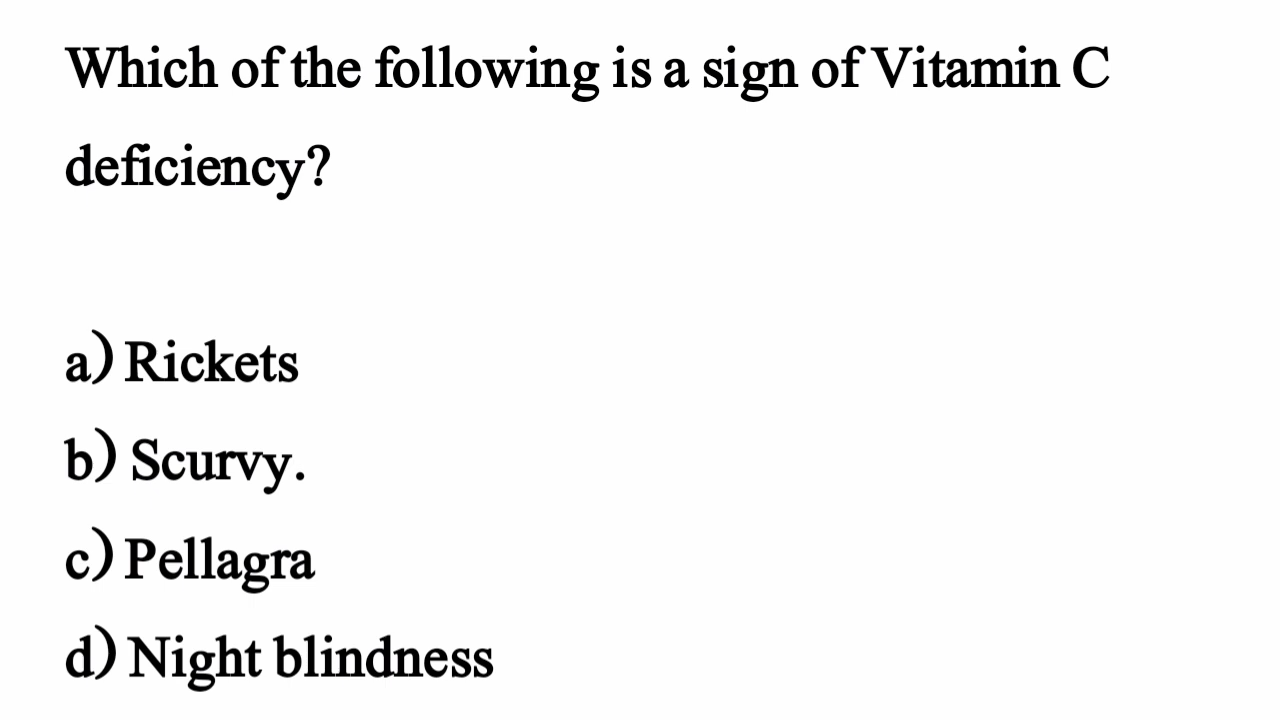 Which of the following is a sign of Vitamin C
deficiency?
a) Rickets
b) Scurvy.
c) Pellagra
d) Night blindness